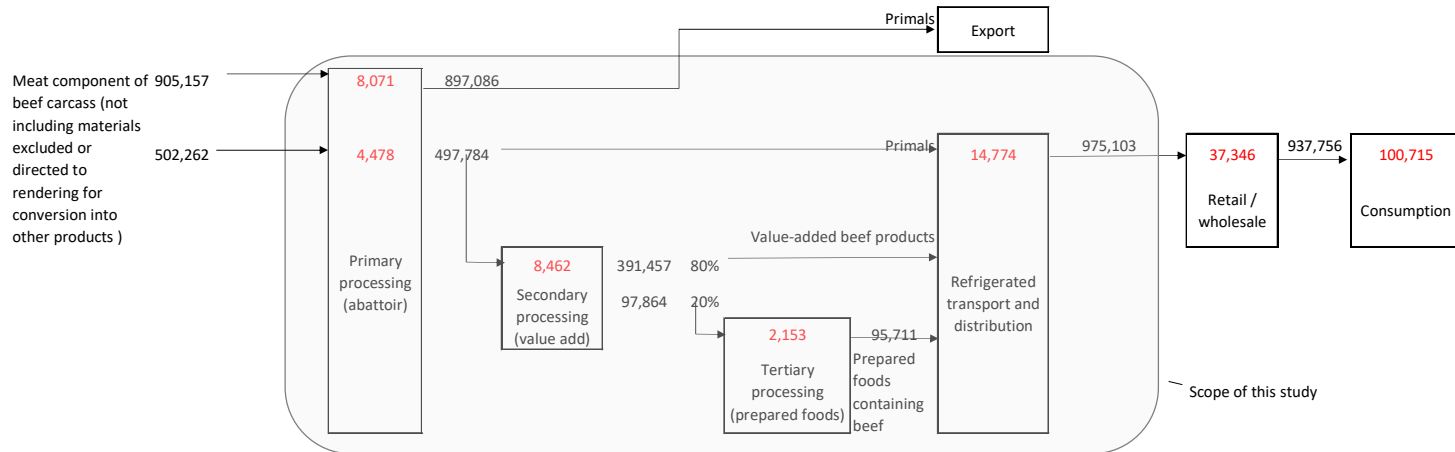 Primals
Export
Meat component of
beef carcass (not
including materials
excluded or
directed to
rendering for
conversion into
other products )
905,157
8,071
897,086
502,262
4,478
497,784
Primals
14,774
975,103
37,346
937,756
100,715
Retail /
wholesale
Consumption
Primary
processing
(abattoir)
8,462
391,457
80%
Value-added beef products
Secondary
processing
(value add)
97,864
20%
Refrigerated
transport and
distribution
2,153
95,711
Tertiary
processing
(prepared foods)
Prepared
foods
containing
beef
Scope of this study